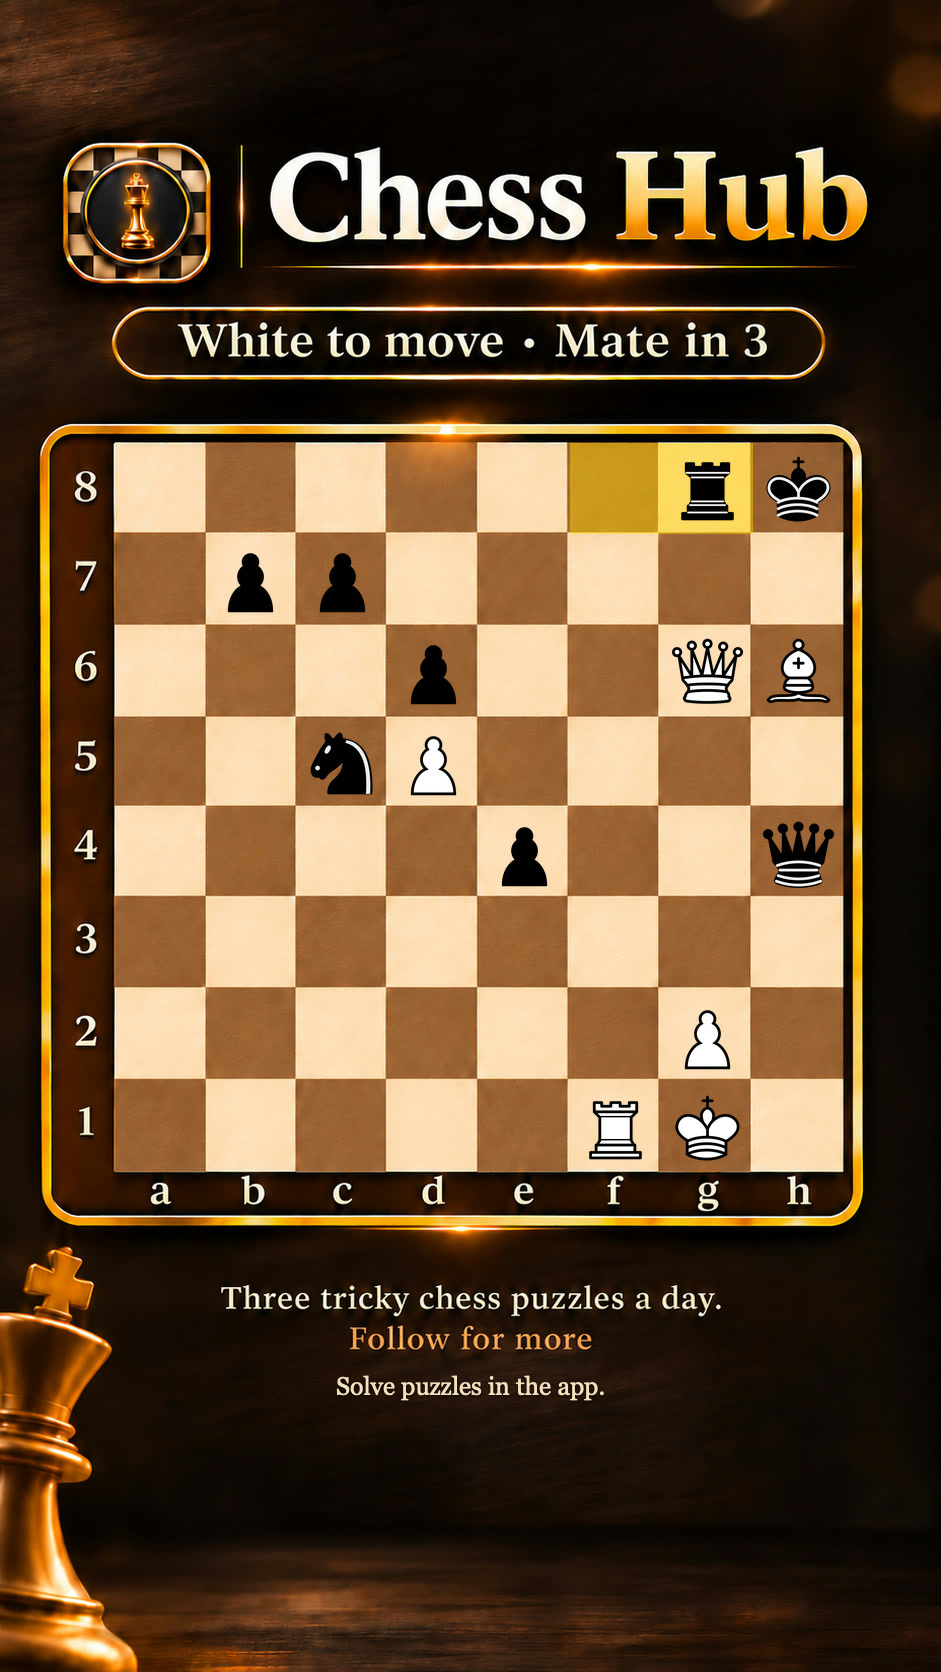 Chess Hub
White to move • Mate in 3
8
7
6
5
4
3
2
1
a b c d e f g h
Three tricky chess puzzles a day.
Follow for more
Solve puzzles in the app.